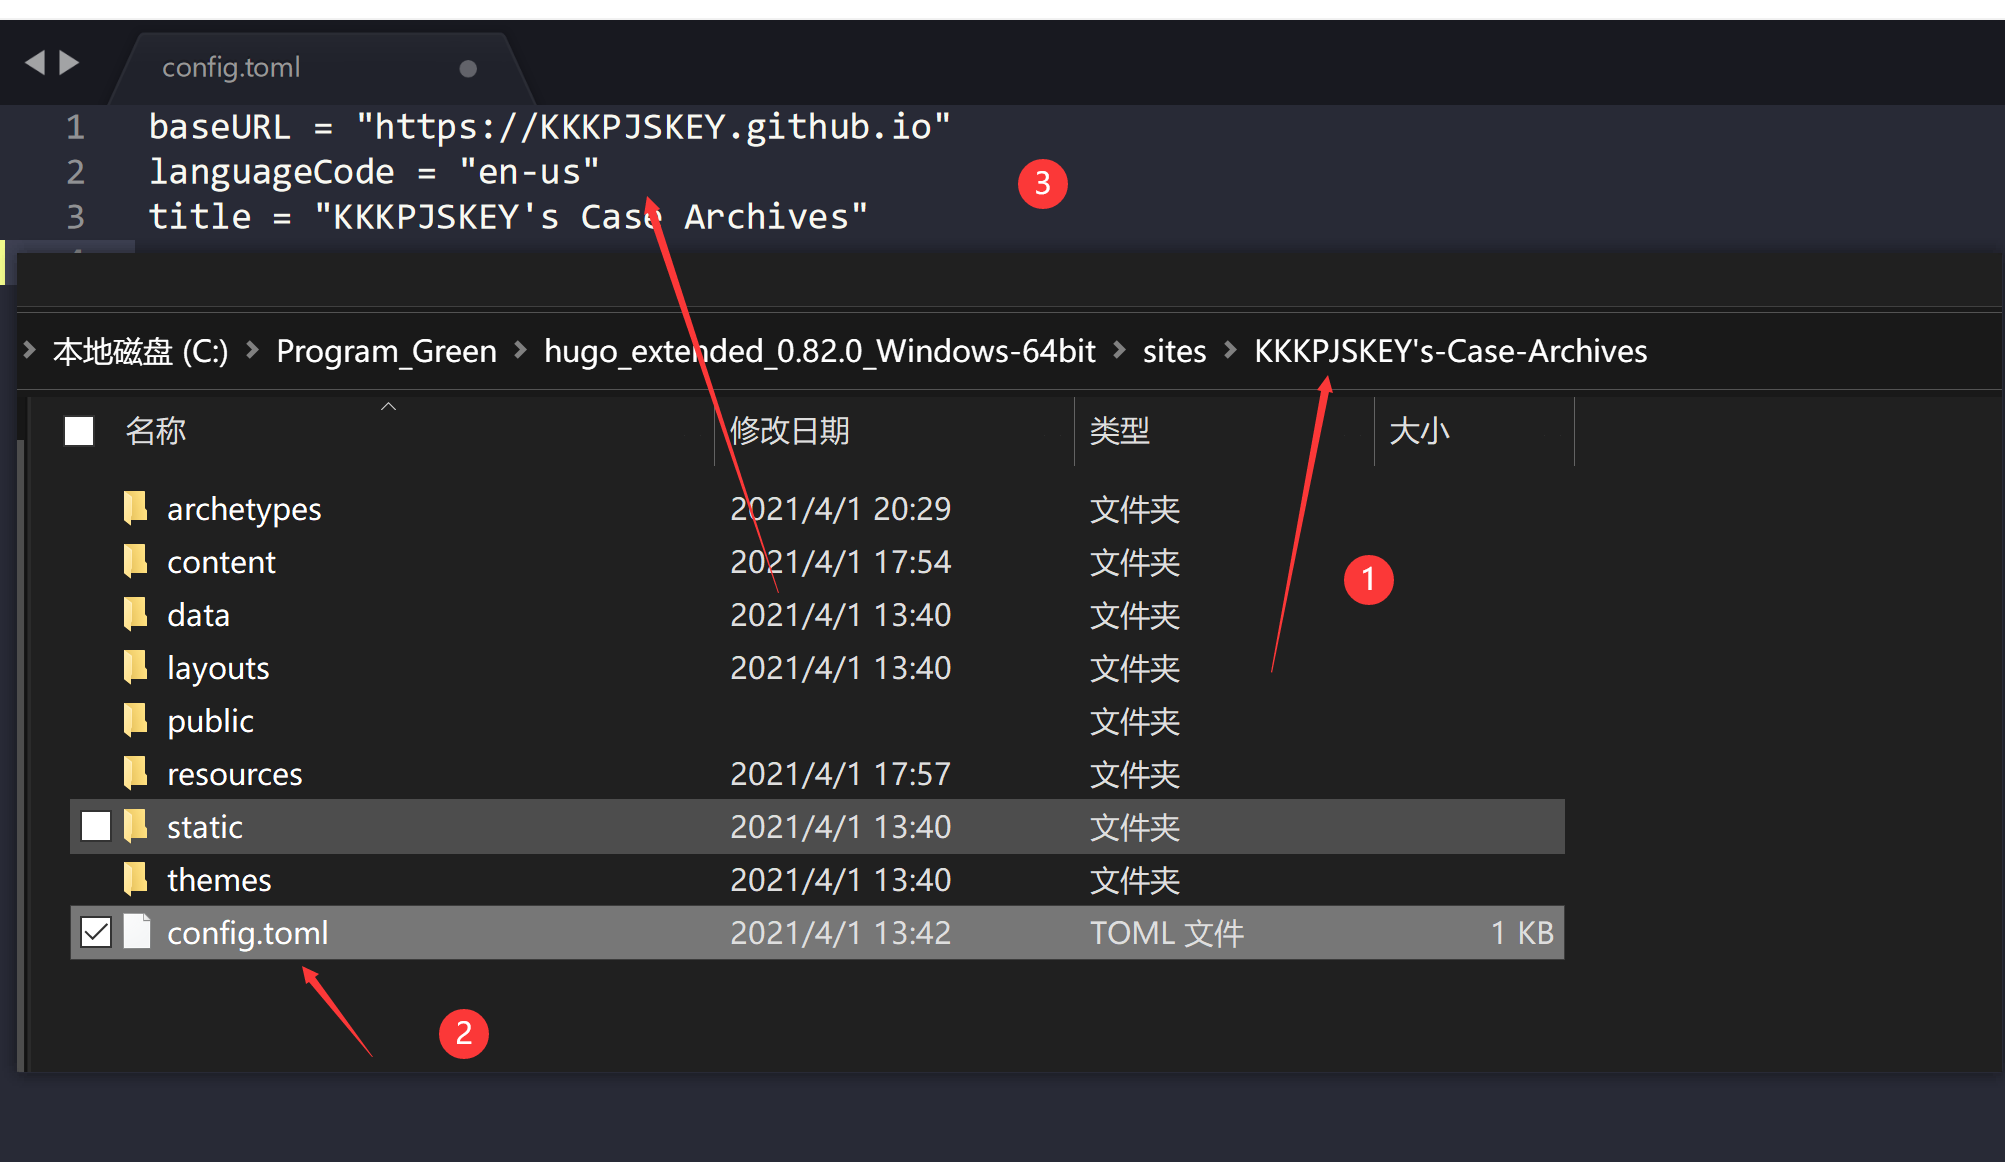 config.toml
1 baseURL = "https://KKKPJSKEY.github.io"
2 languageCode = "en-us"
3 title = "KKKPJSKEY's Case Archives"
3
本地磁盘 (C:) Program_Green hugo_extended_0.82.0_Windows-64bit sites KKKPJSKEY's-Case-Archives
名称 修改日期 类型 大小
archetypes 2021/4/1 20:29 文件夹
content 2021/4/1 17:54 文件夹
1
data 2021/4/1 13:40 文件夹
layouts 2021/4/1 13:40 文件夹
public 文件夹
resources 2021/4/1 17:57 文件夹
static 2021/4/1 13:40 文件夹
themes 2021/4/1 13:40 文件夹
config.toml 2021/4/1 13:42 TOML 文件 1 KB
2